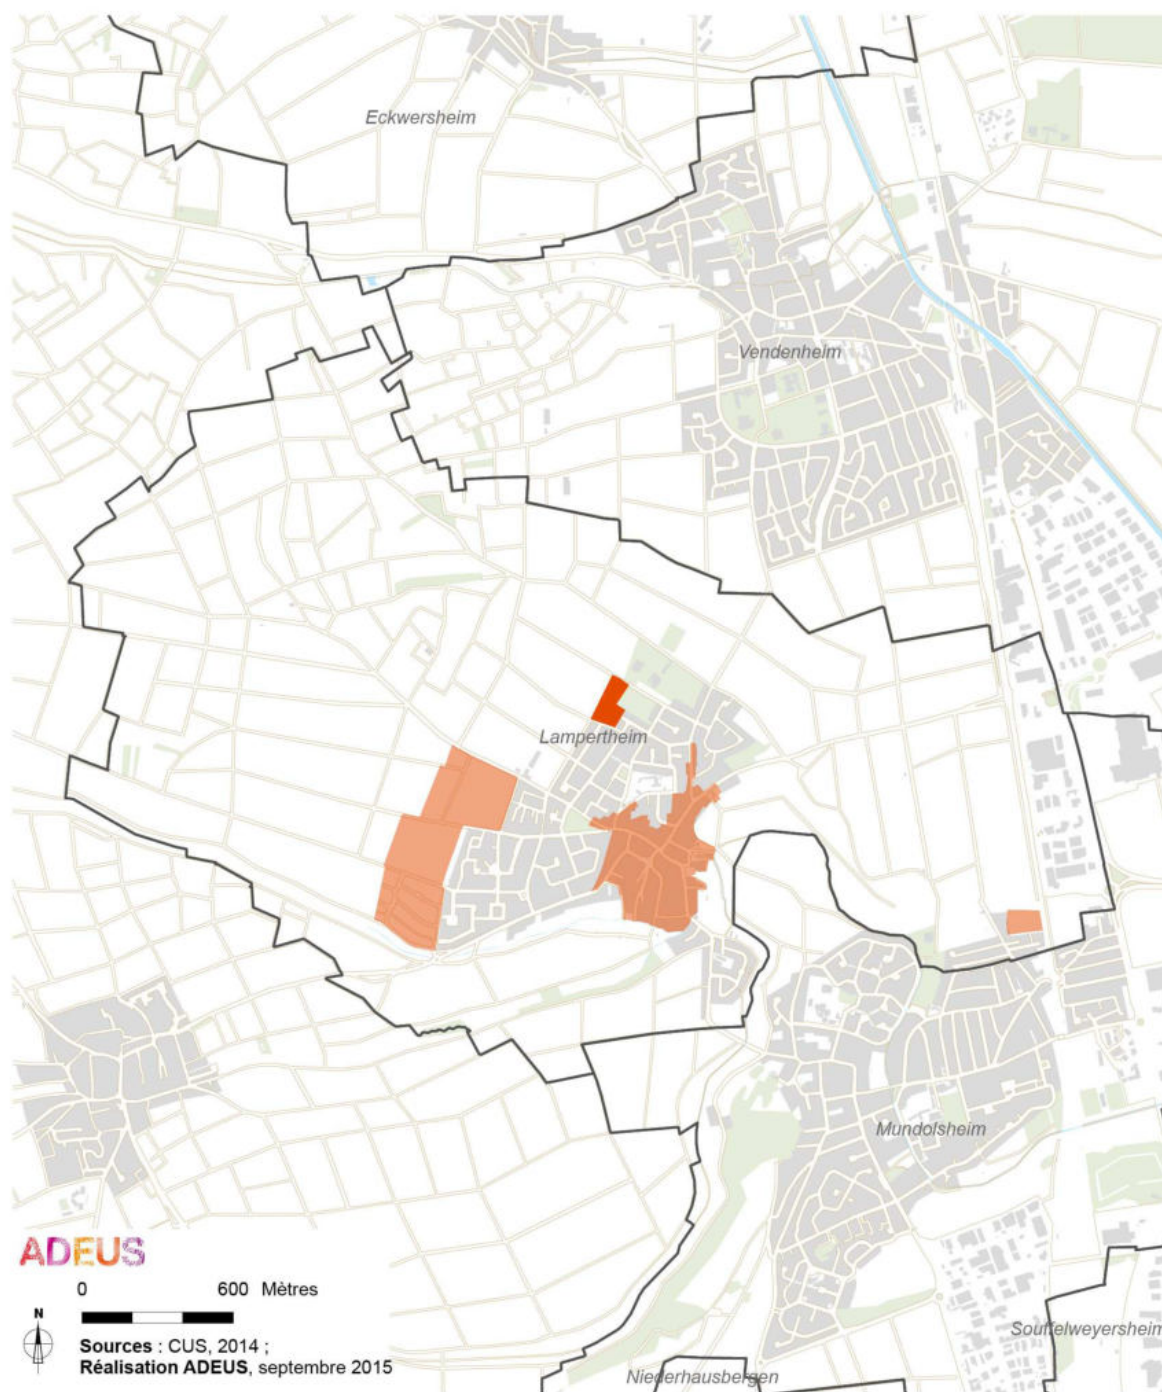 Eckwersheim
Vendenheim
Lampertheim
Mundolsheim
ADEUS
0 600 Mètres
N
Sources : CUS, 2014 ;
Réalisation ADEUS, septembre 2015
Souffelweyersheim
Niederhausbergen